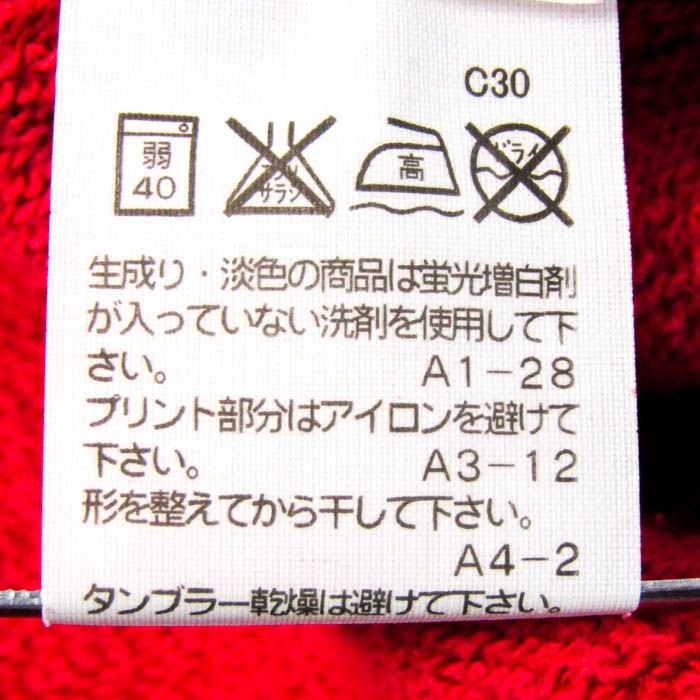 C30
弱
40
エンソ
サラシ
高
ドライ
生成り・淡色の商品は蛍光増白剤
が入っていない洗剤を使用して下
さい。 A1-28
プリント部分はアイロンを避けて
下さい。 A3-12
形を整えてから干して下さい。
A4-2
タンブラー乾燥は避けて下さい。